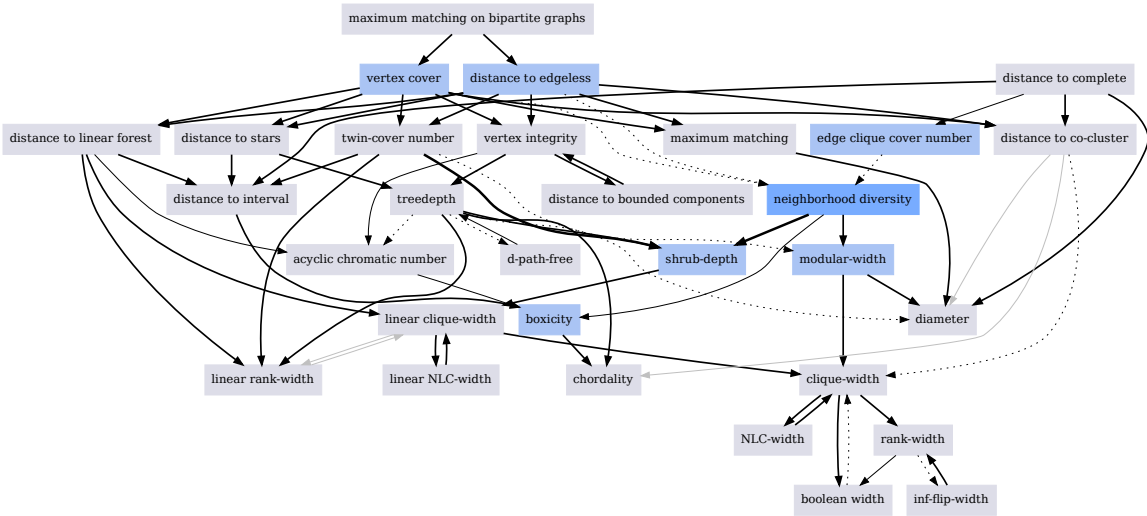 maximum matching on bipartite graphs
vertex cover
distance to edgeless
distance to complete
distance to linear forest
distance to stars
twin-cover number
vertex integrity
maximum matching
edge clique cover number
distance to co-cluster
distance to interval
treedepth
distance to bounded components
neighborhood diversity
acyclic chromatic number
d-path-free
shrub-depth
modular-width
linear clique-width
boxicity
diameter
linear rank-width
linear NLC-width
chordality
clique-width
NLC-width
rank-width
boolean width
inf-flip-width